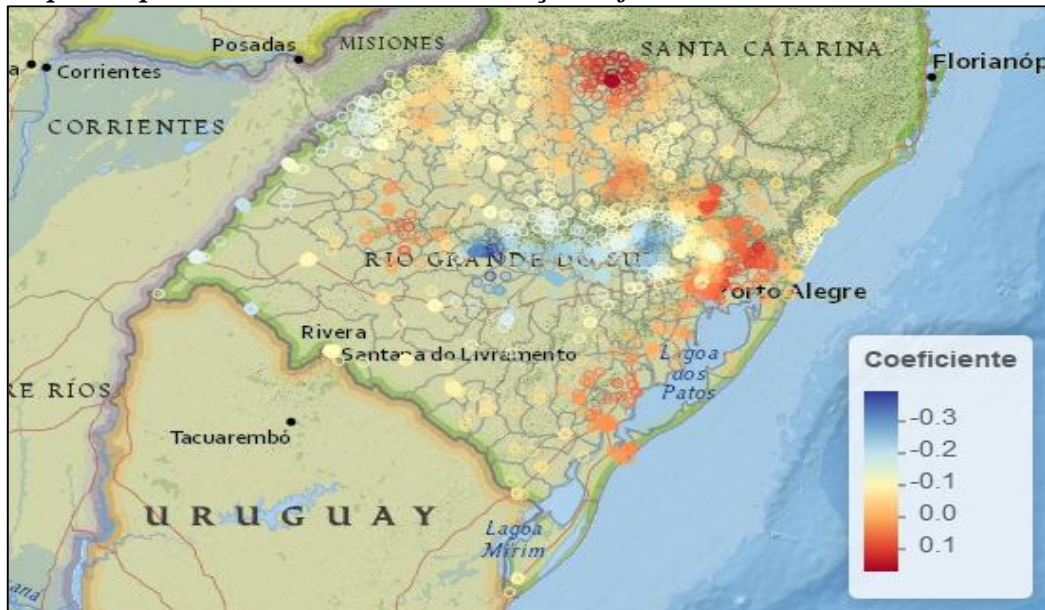 Posadas
MISIONES
SANTA CATARINA
Corrientes
Florianóp
CORRIENTES
RIO GRANDE DO SU
Porto Alegre
Rivera
Santana do Livramento
Lagoa
dos
Patos
RE RÍOS
Tacuarembó
URUGUAY
Lagoa
Mirim
Coeficiente
-0.3
-0.2
-0.1
0.0
0.1